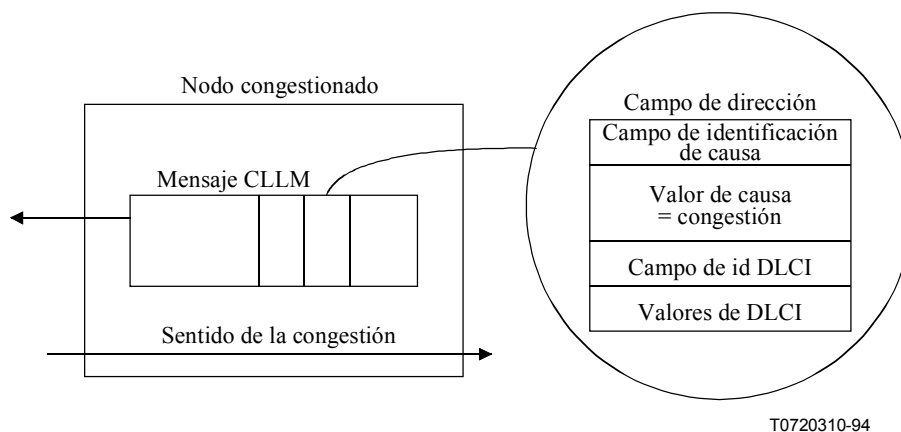 Nodo congestionado
Mensaje CLLM
Sentido de la congestión
Campo de dirección
Campo de identificación
de causa
Valor de causa
= congestión
Campo de id DLCI
Valores de DLCI
T0720310-94